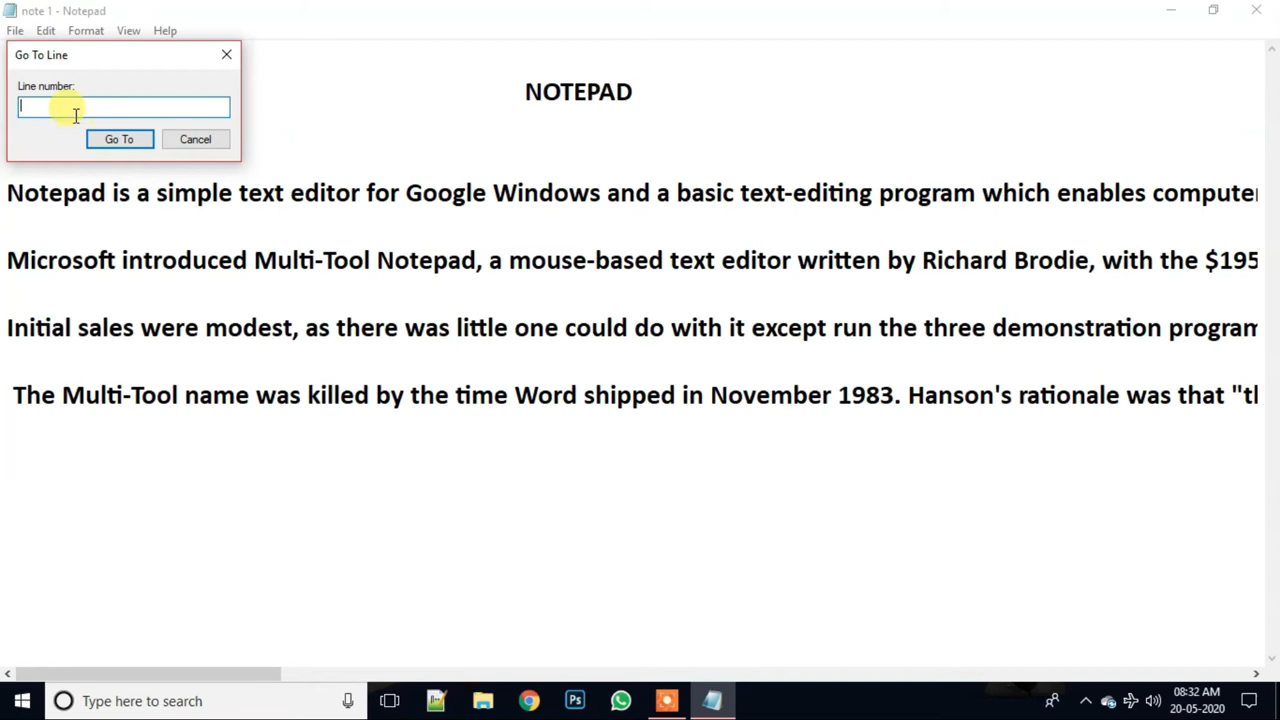 note 1 - Notepad
File Edit Format View Help
Go To Line
Line number:
Go To Cancel
NOTEPAD
Notepad is a simple text editor for Google Windows and a basic text-editing program which enables computer
Microsoft introduced Multi-Tool Notepad, a mouse-based text editor written by Richard Brodie, with the $195
Initial sales were modest, as there was little one could do with it except run the three demonstration program
The Multi-Tool name was killed by the time Word shipped in November 1983. Hanson's rationale was that "th
Type here to search
Ps
08:32 AM
20-05-2020